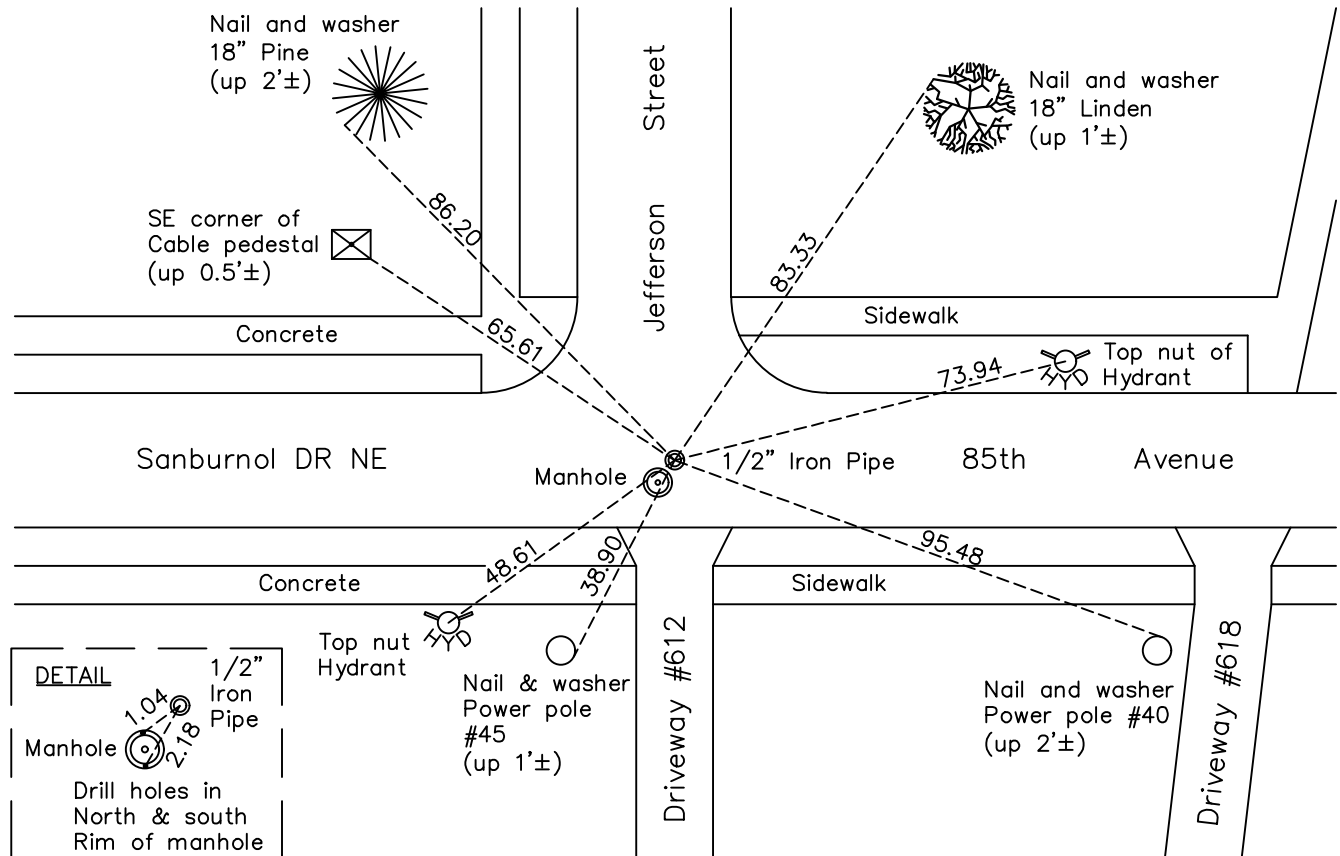 Nail and washer
18” Pine
(up 2’±)
Street
Jefferson
Nail and washer
18” Linden
(up 1’±)
86.20
83.33
SE corner of
Cable pedestal
(up 0.5’±)
65.61
Concrete
Sidewalk
Top nut of
Hydrant
HYD
73.94
Sanburnol DR NE
Manhole
1/2” Iron Pipe
85th
Avenue
48.61
38.90
95.48
Concrete
Sidewalk
HYD
Top nut
Hydrant
Nail & washer
Power pole
#45
(up 1’±)
Driveway #612
Nail and washer
Power pole #40
(up 2’±)
Driveway #618
DETAIL
1/2”
Iron
Pipe
1.04
2.18
Manhole
Drill holes in
North & south
Rim of manhole